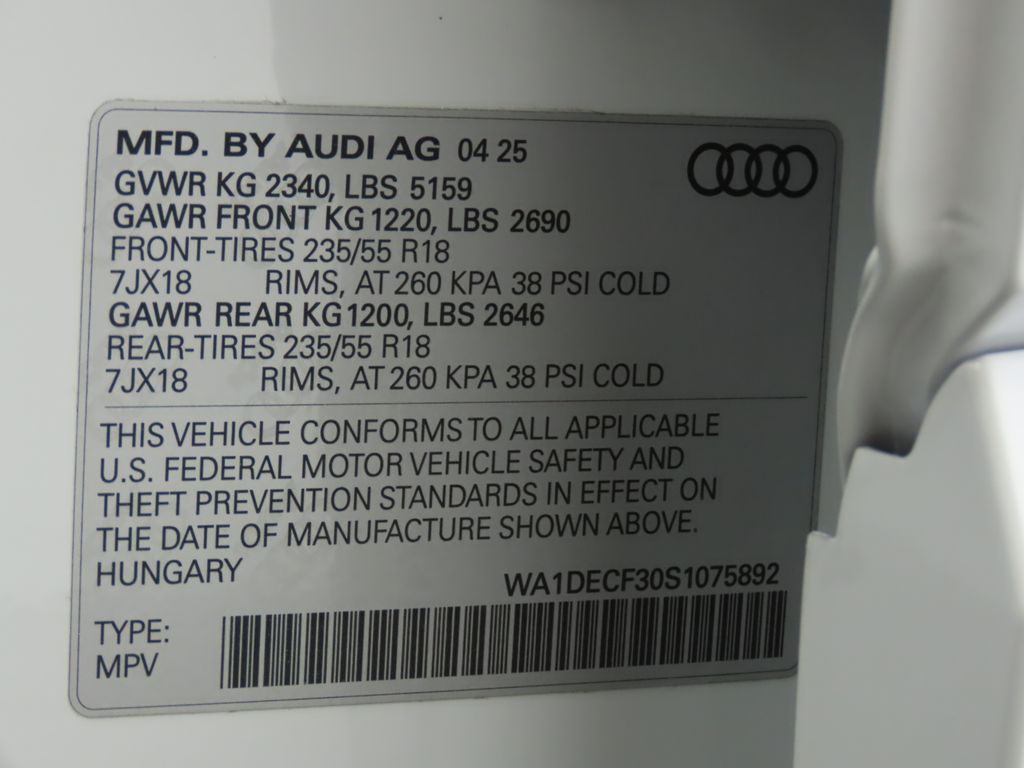 MFD. BY AUDI AG 04 25
GVWR KG 2340, LBS 5159
GAWR FRONT KG 1220, LBS 2690
FRONT-TIRES 235/55 R18
7JX18 RIMS, AT 260 KPA 38 PSI COLD
GAWR REAR KG 1200, LBS 2646
REAR-TIRES 235/55 R18
7JX18 RIMS, AT 260 KPA 38 PSI COLD
THIS VEHICLE CONFORMS TO ALL APPLICABLE
U.S. FEDERAL MOTOR VEHICLE SAFETY AND
THEFT PREVENTION STANDARDS IN EFFECT ON
THE DATE OF MANUFACTURE SHOWN ABOVE.
HUNGARY
WA1DECF30S1075892
TYPE:
MPV